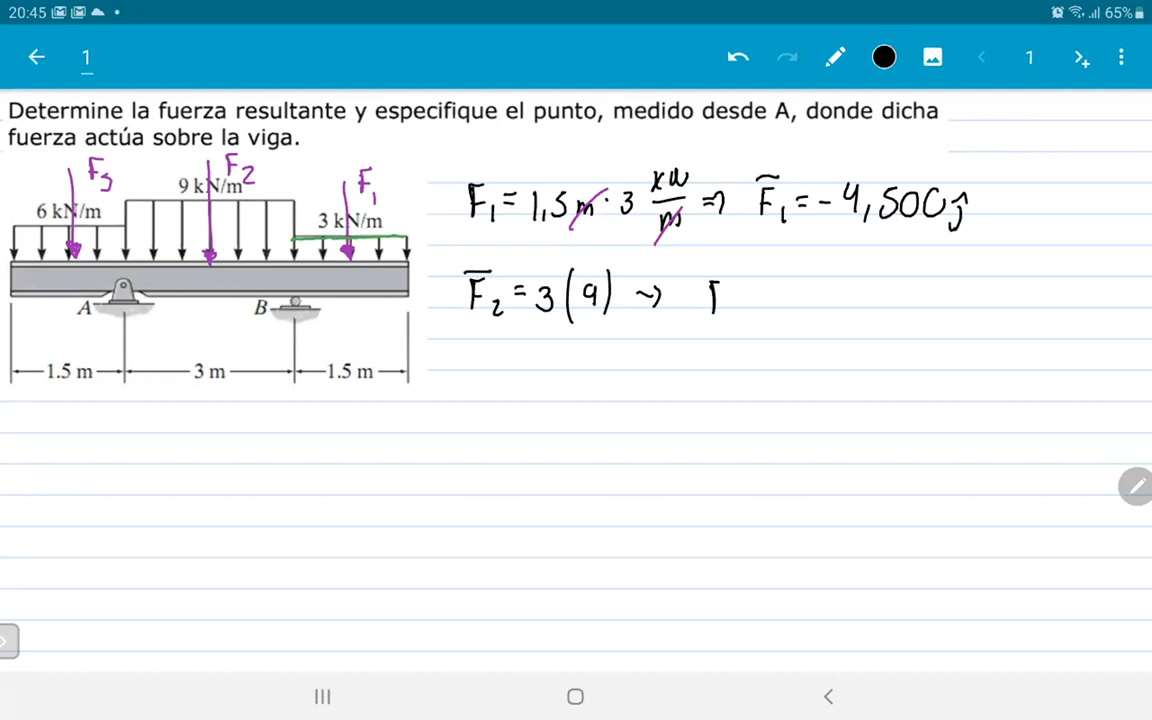 20:45
65%
1
1
Determine la fuerza resultante y especifique el punto, medido desde A, donde dicha
fuerza actúa sobre la viga.
F3
F2
F1
9 kN/m
6 kN/m
3 kN/m
A
B
1.5 m
3 m
1.5 m
F1 = 1,5 m · 3 kN/m ⇒ F̄1 = - 4,500 ĵ
F̄2 = 3 (9) →